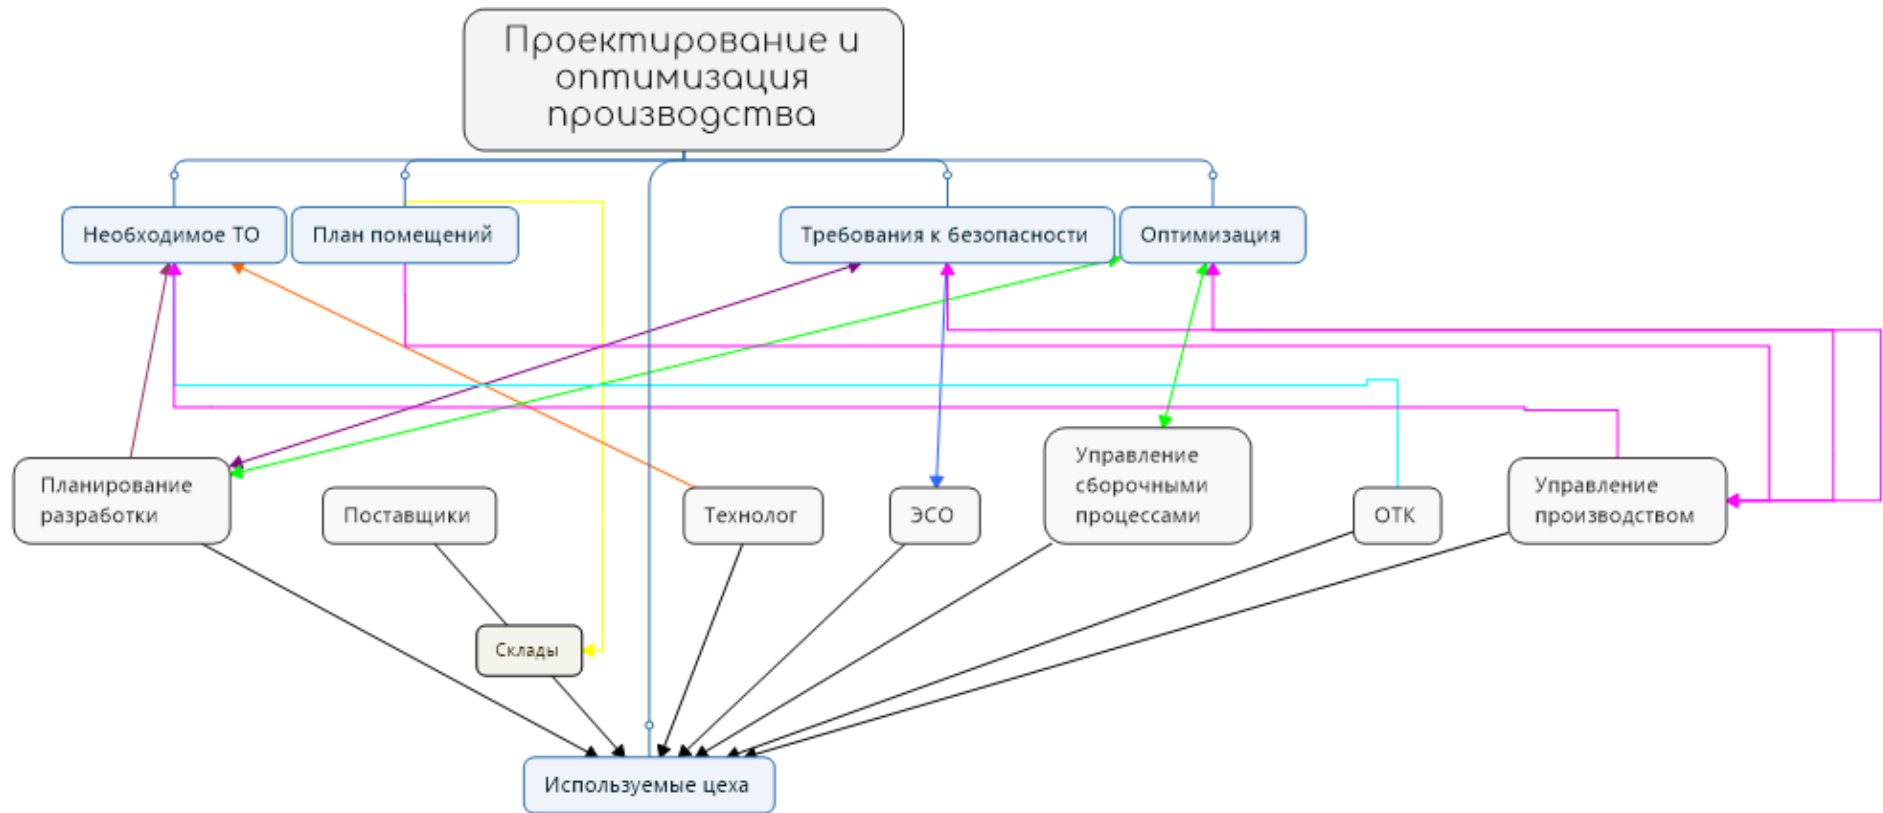 Проектирование и
оптимизация
производства
Необходимое ТО
План помещений
Требования к безопасности
Оптимизация
Планирование
разработки
Поставщики
Технолог
ЭСО
Управление
сборочными
процессами
ОТК
Управление
производством
Склады
Используемые цеха